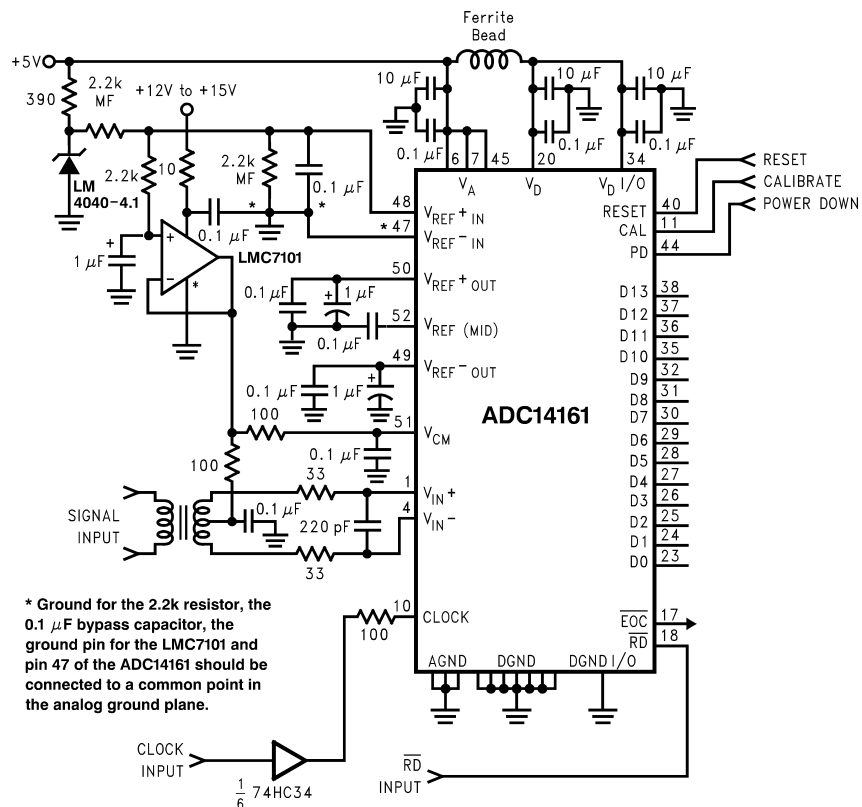 Ferrite
Bead
+5V
390
2.2k
MF
+12V to +15V
10 μF
0.1 μF
10 μF
0.1 μF
10 μF
0.1 μF
LM
4040-4.1
2.2k
10
2.2k
MF
0.1 μF
0.1 μF
*
*
1 μF
+
+
−
*
LMC7101
6
7
45
20
34
V_A
V_D
V_D I/O
48
V_REF+ IN
* 47
V_REF− IN
50
V_REF+ OUT
0.1 μF
+
1 μF
52
V_REF (MID)
0.1 μF
49
V_REF− OUT
0.1 μF
1 μF
+
51
V_CM
100
0.1 μF
100
1
V_IN+
33
4
V_IN−
0.1 μF
220 pF
33
SIGNAL
INPUT
ADC14161
RESET
40
RESET
CAL
11
CALIBRATE
PD
44
POWER DOWN
D13 38
D12 37
D11 36
D10 35
D9 32
D8 31
D7 30
D6 29
D5 28
D4 27
D3 26
D2 25
D1 24
D0 23
* Ground for the 2.2k resistor, the
0.1 μF bypass capacitor, the
ground pin for the LMC7101 and
pin 47 of the ADC14161 should be
connected to a common point in
the analog ground plane.
10
CLOCK
100
E̅O̅C̅ 17
R̅D̅ 18
AGND
DGND
DGND I/O
CLOCK
INPUT
1/6 74HC34
R̅D̅
INPUT